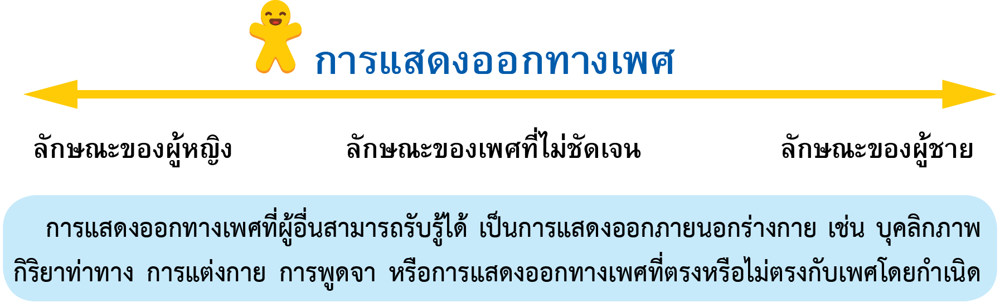 การแสดงออกทางเพศ
ลักษณะของผู้หญิง ลักษณะของเพศที่ไม่ชัดเจน ลักษณะของผู้ชาย
การแสดงออกทางเพศที่ผู้อื่นสามารถรับรู้ได้ เป็นการแสดงออกภายนอกร่างกาย เช่น บุคลิกภาพ
กิริยาท่าทาง การแต่งกาย การพูดจา หรือการแสดงออกทางเพศที่ตรงหรือไม่ตรงกับเพศโดยกำเนิด